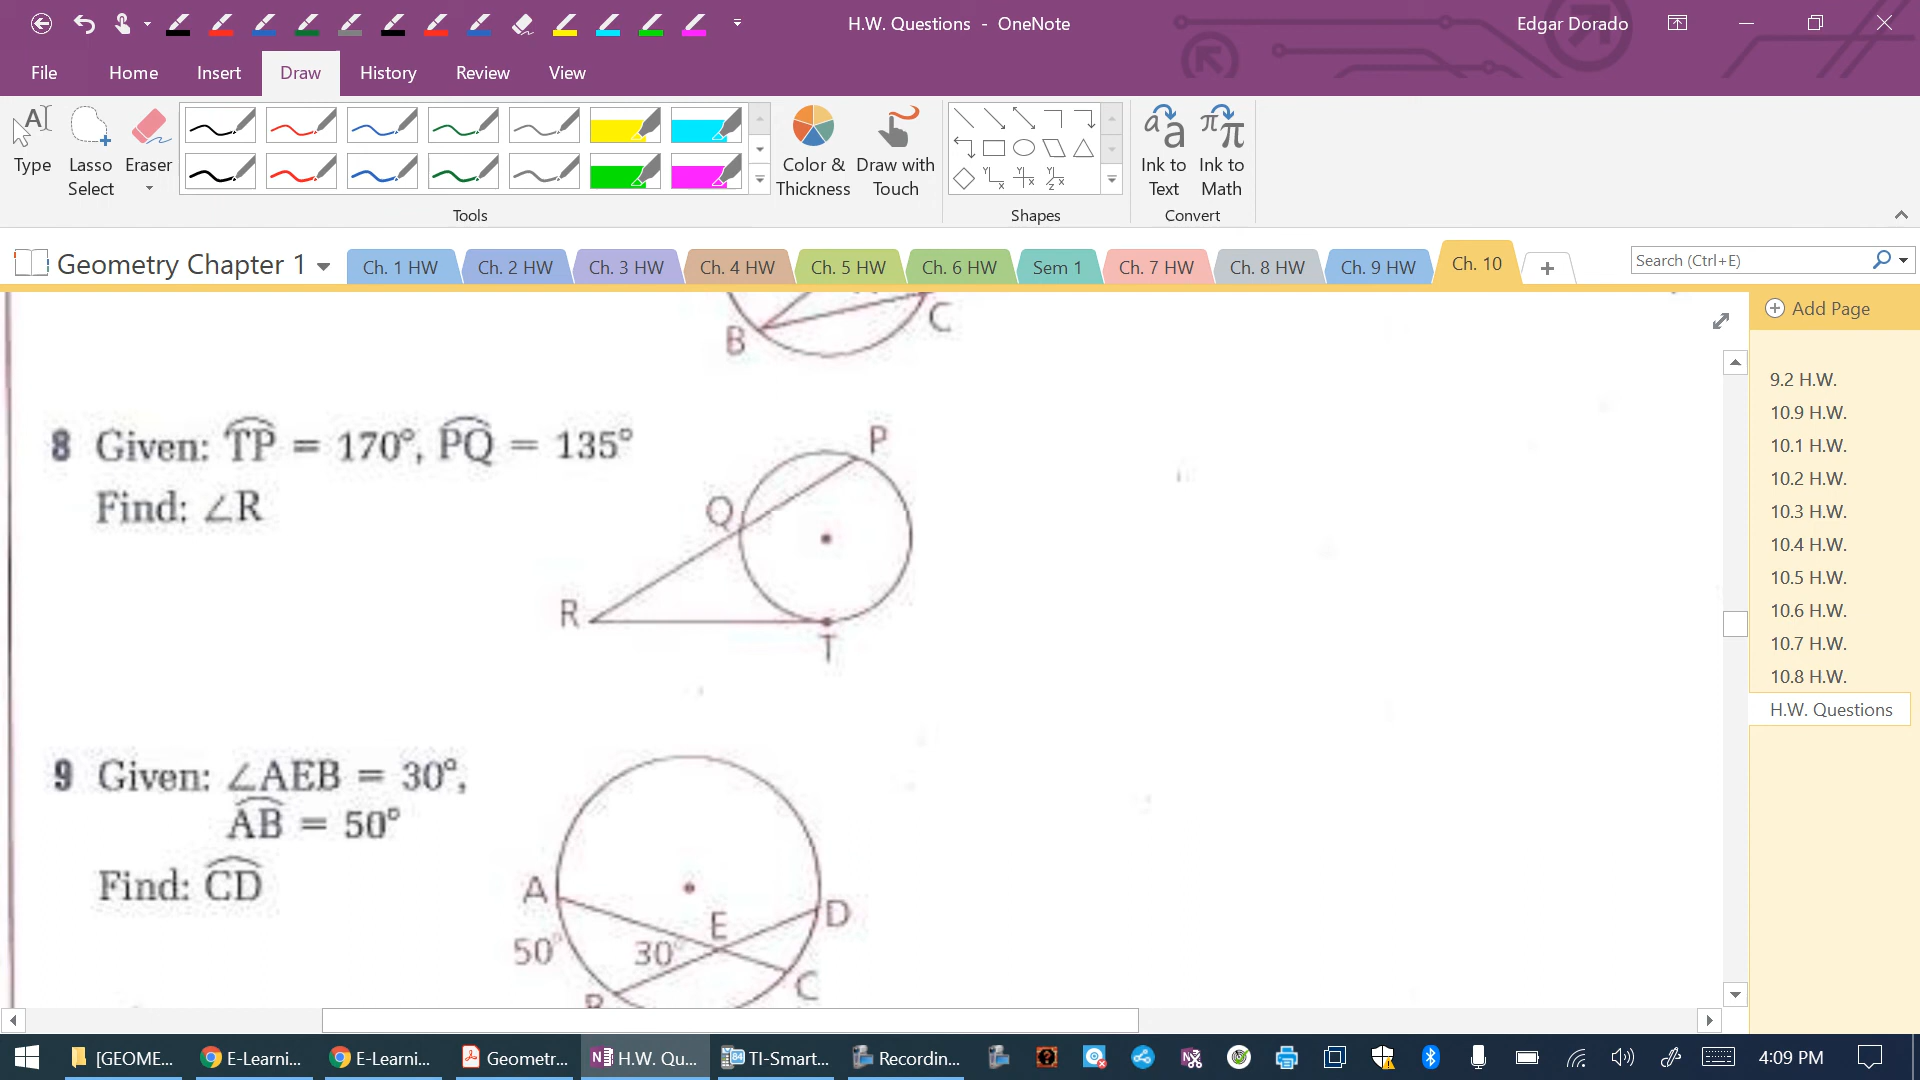 H.W. Questions - OneNote
Edgar Dorado
File Home Insert Draw History Review View
Type
Lasso Select
Eraser
Color & Thickness
Draw with Touch
Ink to Text
Ink to Math
Tools
Shapes
Convert
Geometry Chapter 1
Ch. 1 HW
Ch. 2 HW
Ch. 3 HW
Ch. 4 HW
Ch. 5 HW
Ch. 6 HW
Sem 1
Ch. 7 HW
Ch. 8 HW
Ch. 9 HW
Ch. 10
Search (Ctrl+E)
Add Page
9.2 H.W.
10.9 H.W.
10.1 H.W.
10.2 H.W.
10.3 H.W.
10.4 H.W.
10.5 H.W.
10.6 H.W.
10.7 H.W.
10.8 H.W.
H.W. Questions
B
C
8 Given: TP = 170°, PQ = 135°
Find: ∠R
P
Q
R
T
9 Given: ∠AEB = 30°,
AB = 50°
Find: CD
A
E
D
50°
30°
C
B
[GEOME...
E-Learni...
E-Learni...
Geometr...
H.W. Qu...
TI-Smart...
Recordin...
4:09 PM